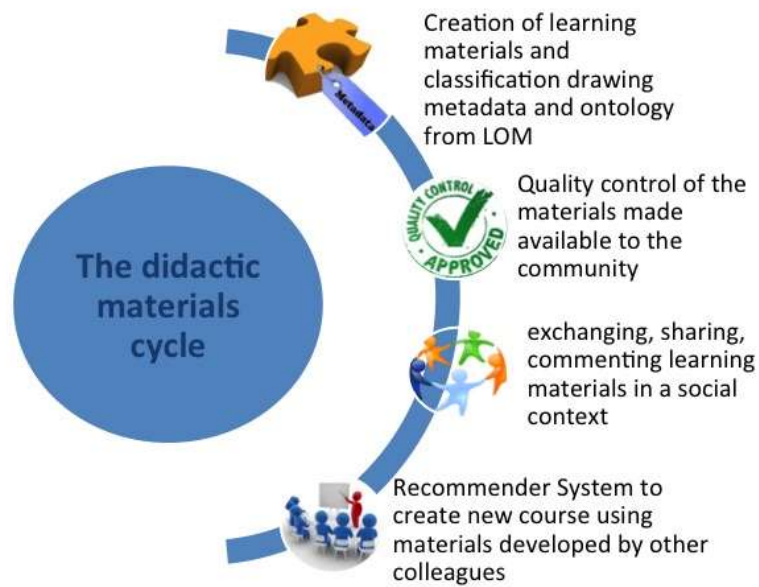 Creation of learning
materials and
classification drawing
metadata and ontology
from LOM
Metadata
QUALITY CONTROL
APPROVED
Quality control of the
materials made
available to the
community
The didactic
materials
cycle
exchanging, sharing,
commenting learning
materials in a social
context
Recommender System to
create new course using
materials developed by other
colleagues